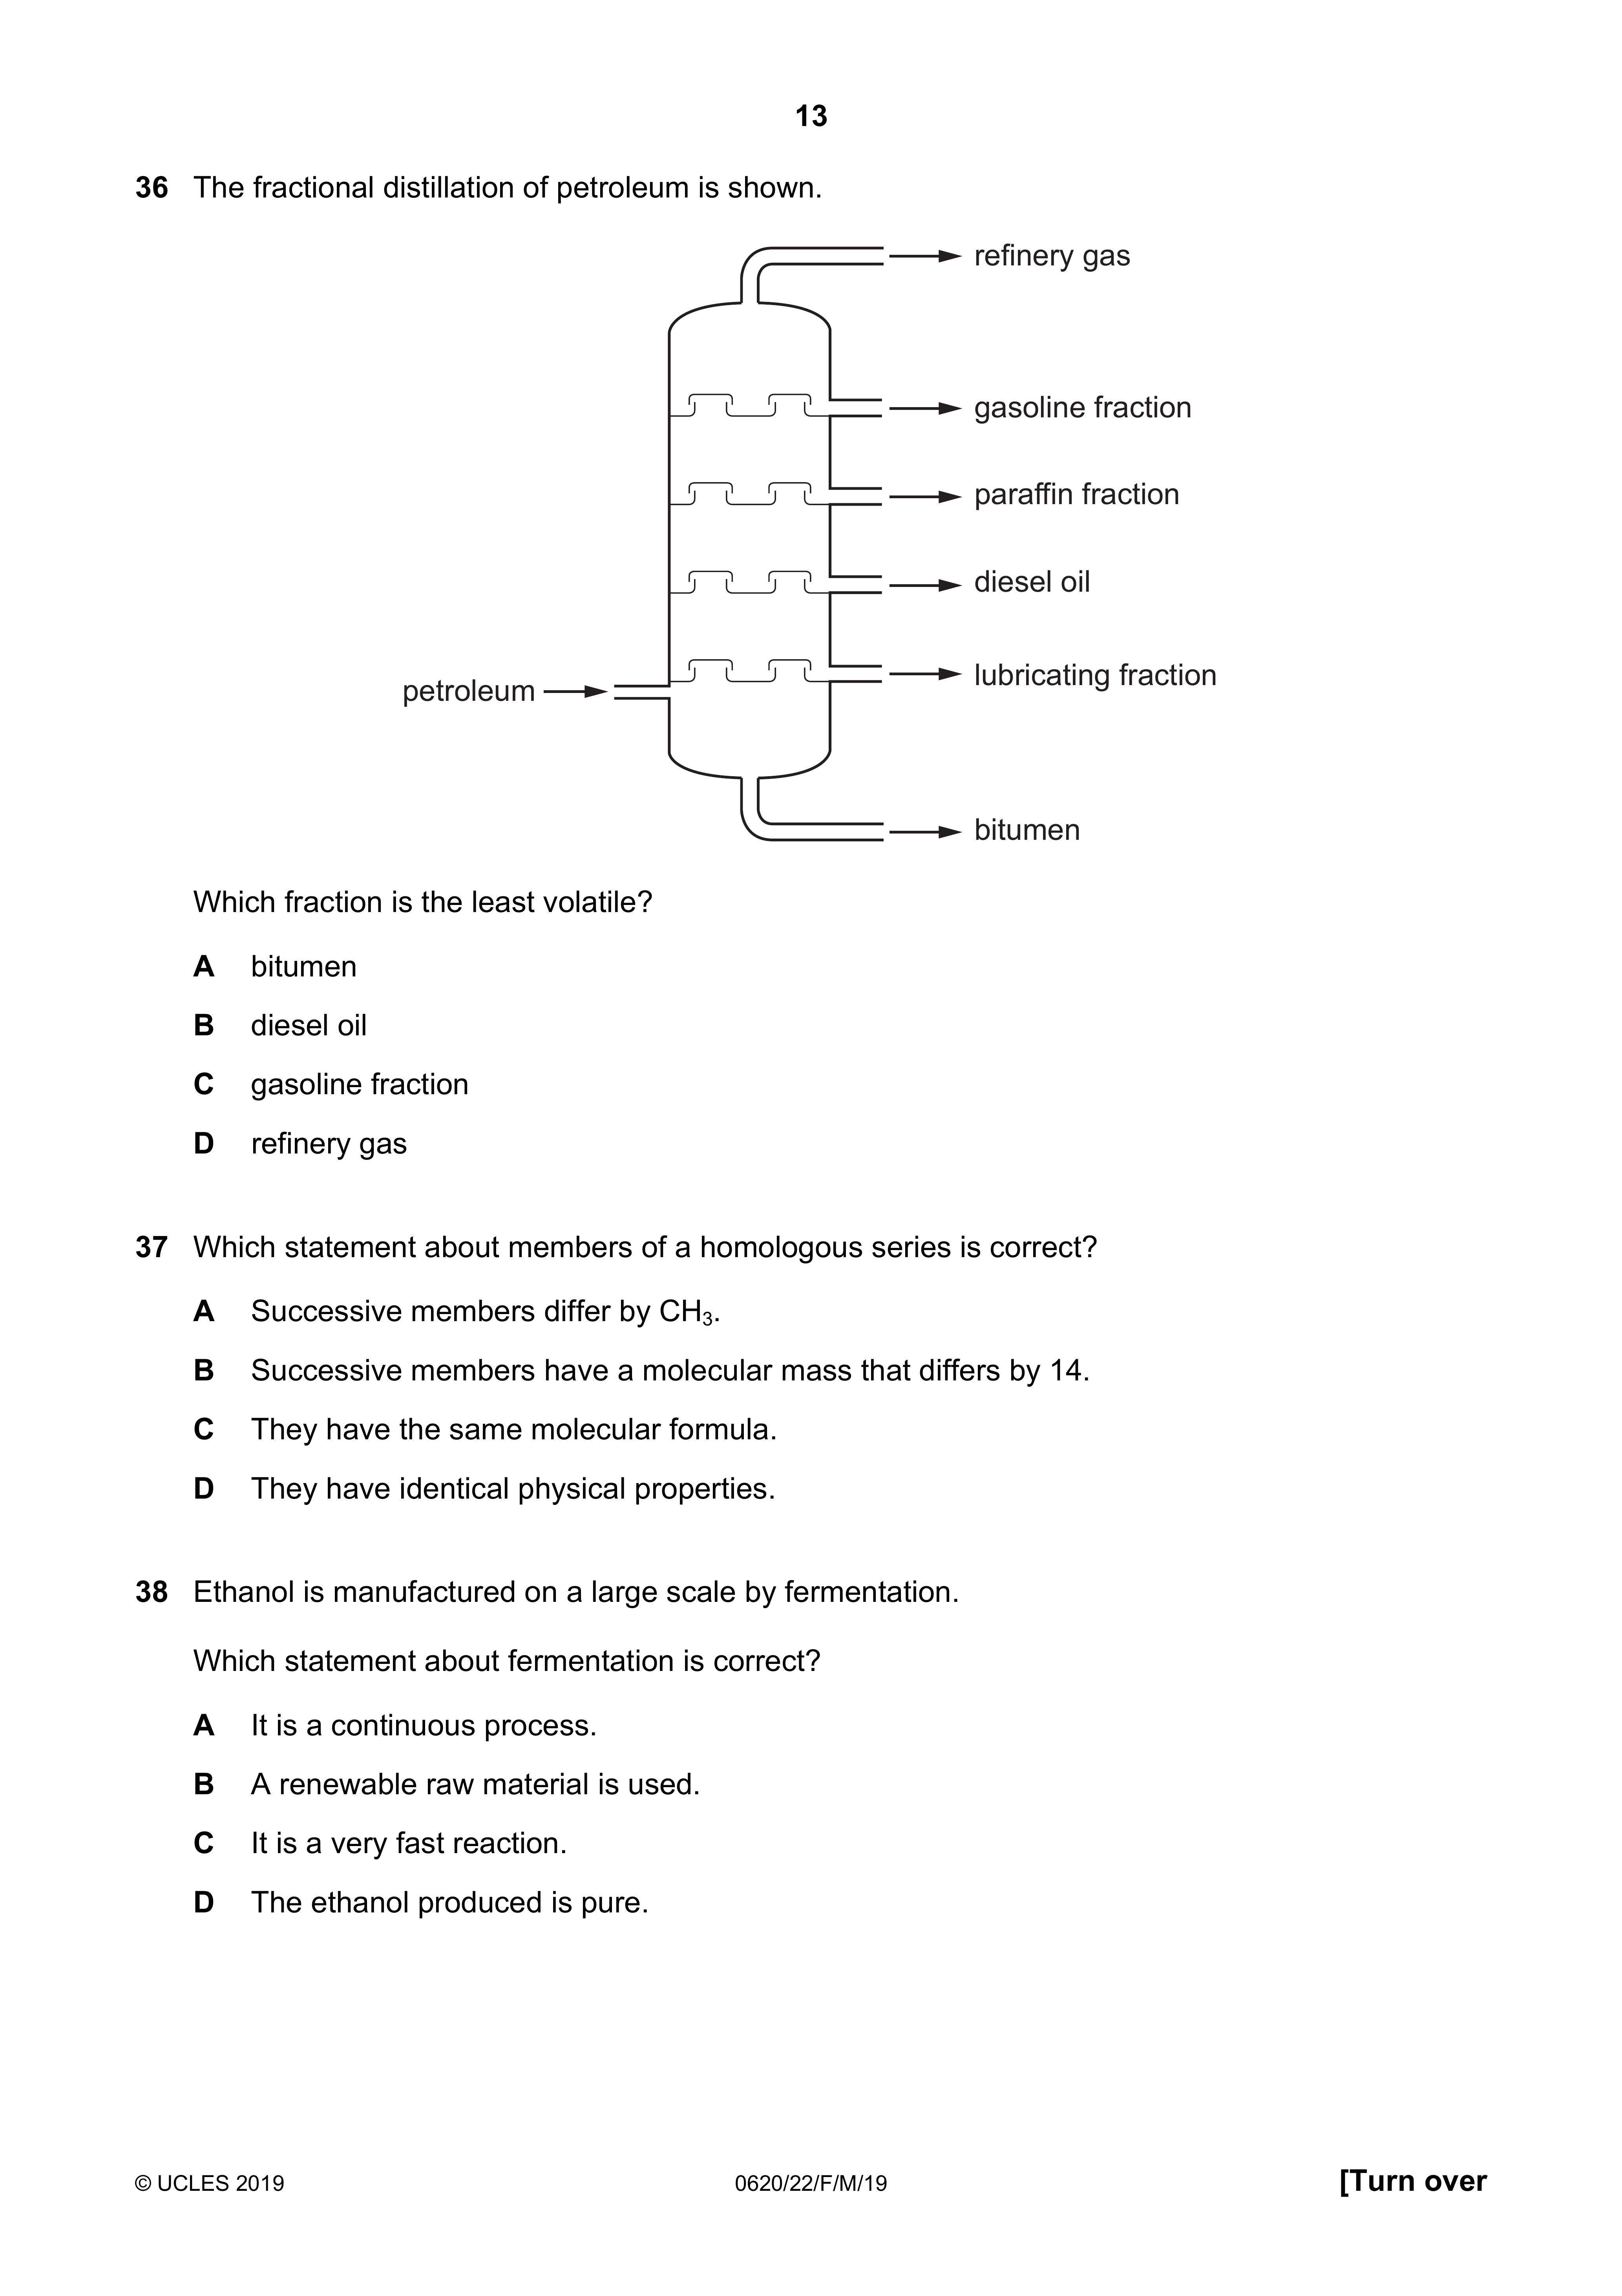 13
36 The fractional distillation of petroleum is shown.
refinery gas
gasoline fraction
paraffin fraction
diesel oil
lubricating fraction
petroleum
bitumen
Which fraction is the least volatile?
A bitumen
B diesel oil
C gasoline fraction
D refinery gas
37 Which statement about members of a homologous series is correct?
A Successive members differ by CH₃.
B Successive members have a molecular mass that differs by 14.
C They have the same molecular formula.
D They have identical physical properties.
38 Ethanol is manufactured on a large scale by fermentation.
Which statement about fermentation is correct?
A It is a continuous process.
B A renewable raw material is used.
C It is a very fast reaction.
D The ethanol produced is pure.
© UCLES 2019 0620/22/F/M/19 [Turn over